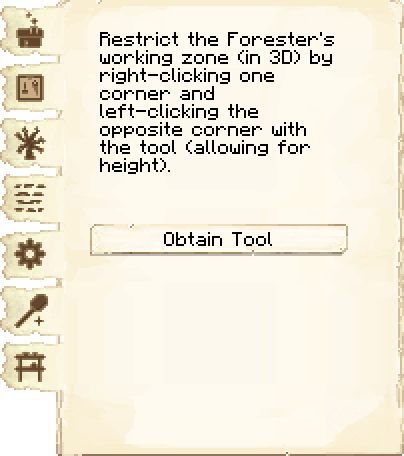 Restrict the Forester's
working zone (in 3D) by
right-clicking one
corner and
left-clicking the
opposite corner with
the tool (allowing for
height).
Obtain Tool